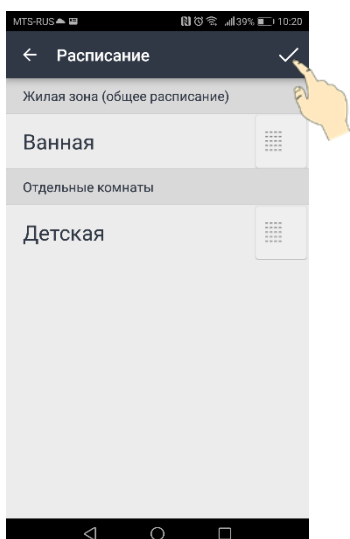 MTS-RUS 39% 10:20
Расписание
Жилая зона (общее расписание)
Ванная
Отдельные комнаты
Детская